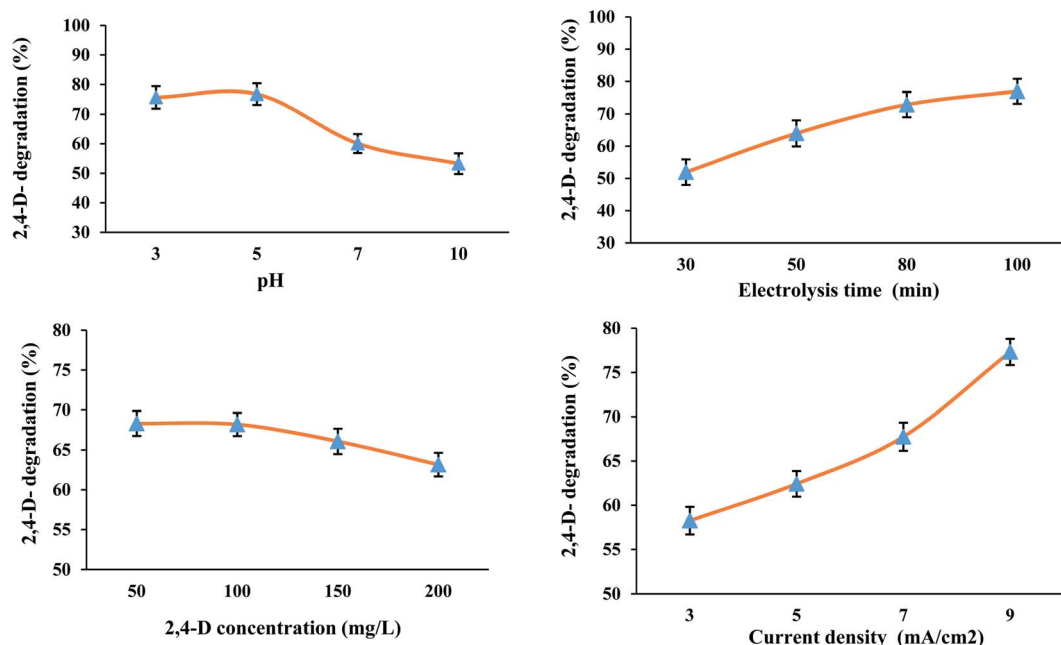 2,4-D- degradation (%)
100
90
80
70
60
50
40
30
3 5 7 10
pH
2,4-D- degradation (%)
100
90
80
70
60
50
40
30
30 50 80 100
Electrolysis time (min)
2,4-D- degradation (%)
80
75
70
65
60
55
50
50 100 150 200
2,4-D concentration (mg/L)
2,4-D- degradation (%)
80
75
70
65
60
55
50
3 5 7 9
Current density (mA/cm2)